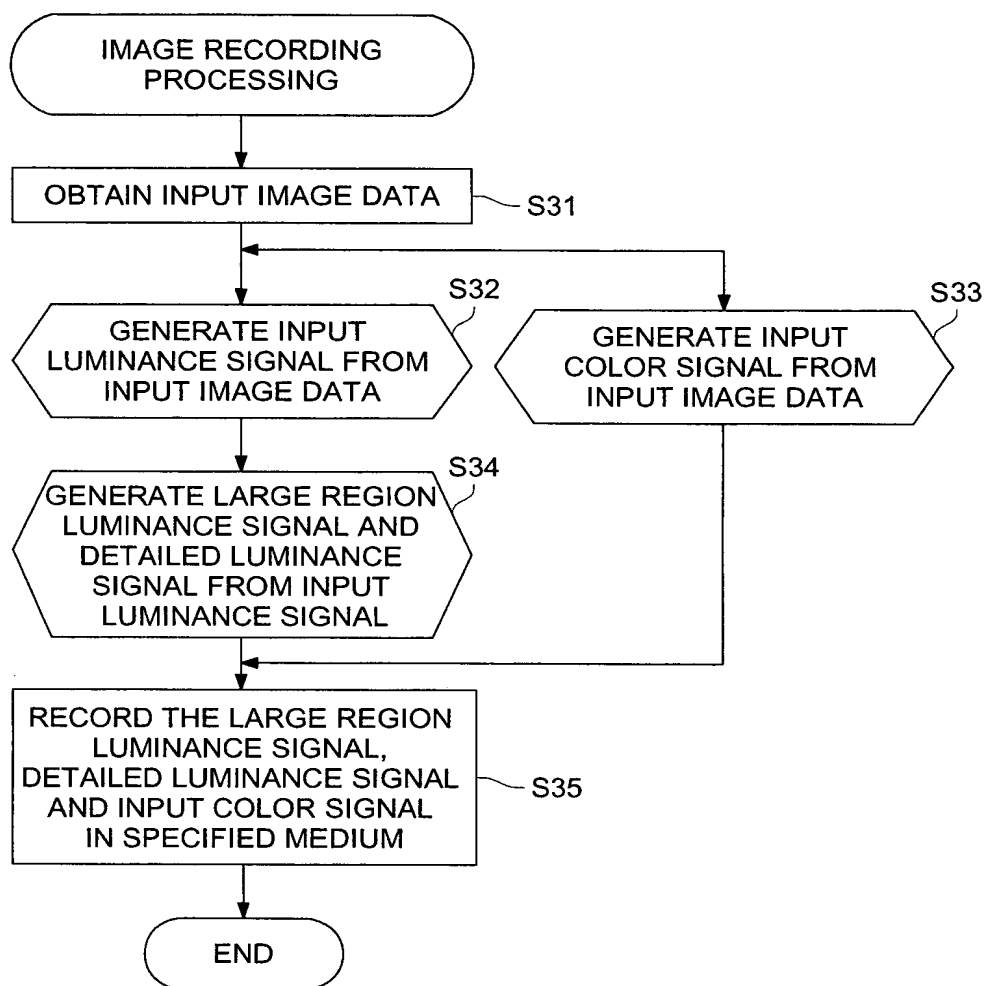 IMAGE RECORDING
PROCESSING
OBTAIN INPUT IMAGE DATA
S31
S32
GENERATE INPUT
LUMINANCE SIGNAL FROM
INPUT IMAGE DATA
S33
GENERATE INPUT
COLOR SIGNAL FROM
INPUT IMAGE DATA
S34
GENERATE LARGE REGION
LUMINANCE SIGNAL AND
DETAILED LUMINANCE
SIGNAL FROM INPUT
LUMINANCE SIGNAL
RECORD THE LARGE REGION
LUMINANCE SIGNAL,
DETAILED LUMINANCE SIGNAL
AND INPUT COLOR SIGNAL
IN SPECIFIED MEDIUM
S35
END